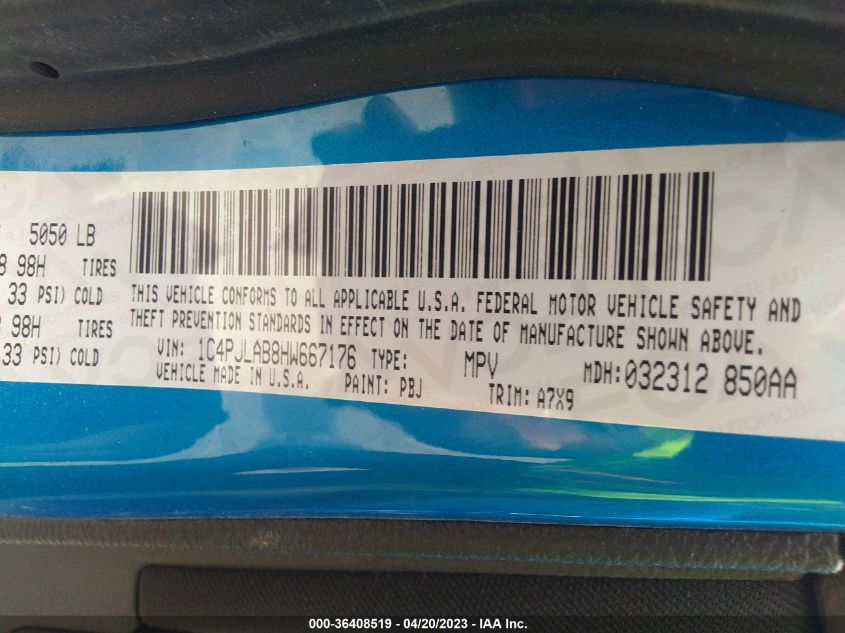 5050 LB
8 98H TIRES
33 PSI) COLD
98H TIRES
33 PSI) COLD
THIS VEHICLE CONFORMS TO ALL APPLICABLE U.S.A. FEDERAL MOTOR VEHICLE SAFETY AND
THEFT PREVENTION STANDARDS IN EFFECT ON THE DATE OF MANUFACTURE SHOWN ABOVE.
VIN: 1C4PJLAB8HW667176 TYPE: MPV MDH:032312 850AA
VEHICLE MADE IN U.S.A. PAINT: PBJ TRIM: A7X9
000-36408519 - 04/20/2023 - IAA Inc.